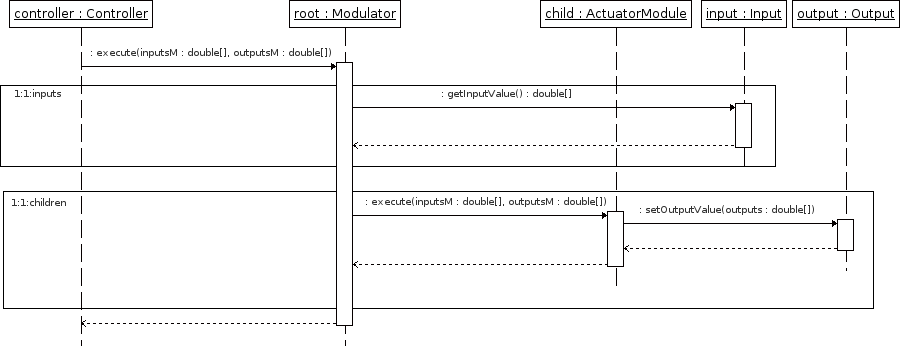 controller : Controller
root : Modulator
child : ActuatorModule
input : Input
output : Output
: execute(inputsM : double[], outputsM : double[])
1:1:inputs
: getInputValue() : double[]
1:1:children
: execute(inputsM : double[], outputsM : double[])
: setOutputValue(outputs : double[])